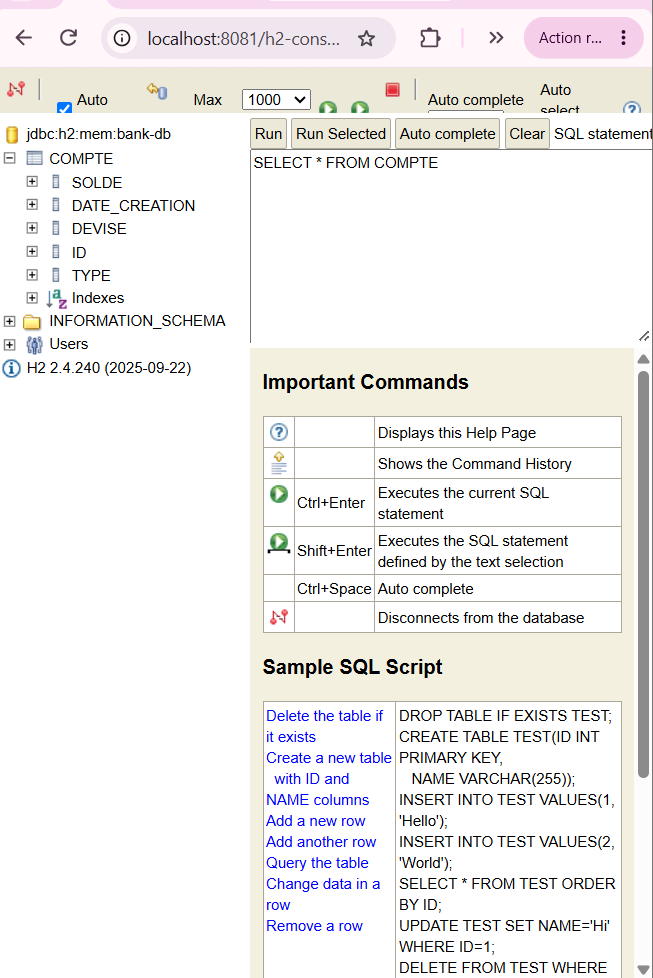 localhost:8081/h2-cons...
Action r...
Auto
Max
1000
Auto complete
Auto
select
jdbc:h2:mem:bank-db
COMPTE
SOLDE
DATE_CREATION
DEVISE
ID
TYPE
Indexes
INFORMATION_SCHEMA
Users
H2 2.4.240 (2025-09-22)
Run
Run Selected
Auto complete
Clear
SQL statement
SELECT * FROM COMPTE
Important Commands
Displays this Help Page
Shows the Command History
Ctrl+Enter
Executes the current SQL
statement
Shift+Enter
Executes the SQL statement
defined by the text selection
Ctrl+Space
Auto complete
Disconnects from the database
Sample SQL Script
Delete the table if
it exists
Create a new table
with ID and
NAME columns
Add a new row
Add another row
Query the table
Change data in a
row
Remove a row
DROP TABLE IF EXISTS TEST;
CREATE TABLE TEST(ID INT
PRIMARY KEY,
NAME VARCHAR(255));
INSERT INTO TEST VALUES(1,
'Hello');
INSERT INTO TEST VALUES(2,
'World');
SELECT * FROM TEST ORDER
BY ID;
UPDATE TEST SET NAME='Hi'
WHERE ID=1;
DELETE FROM TEST WHERE